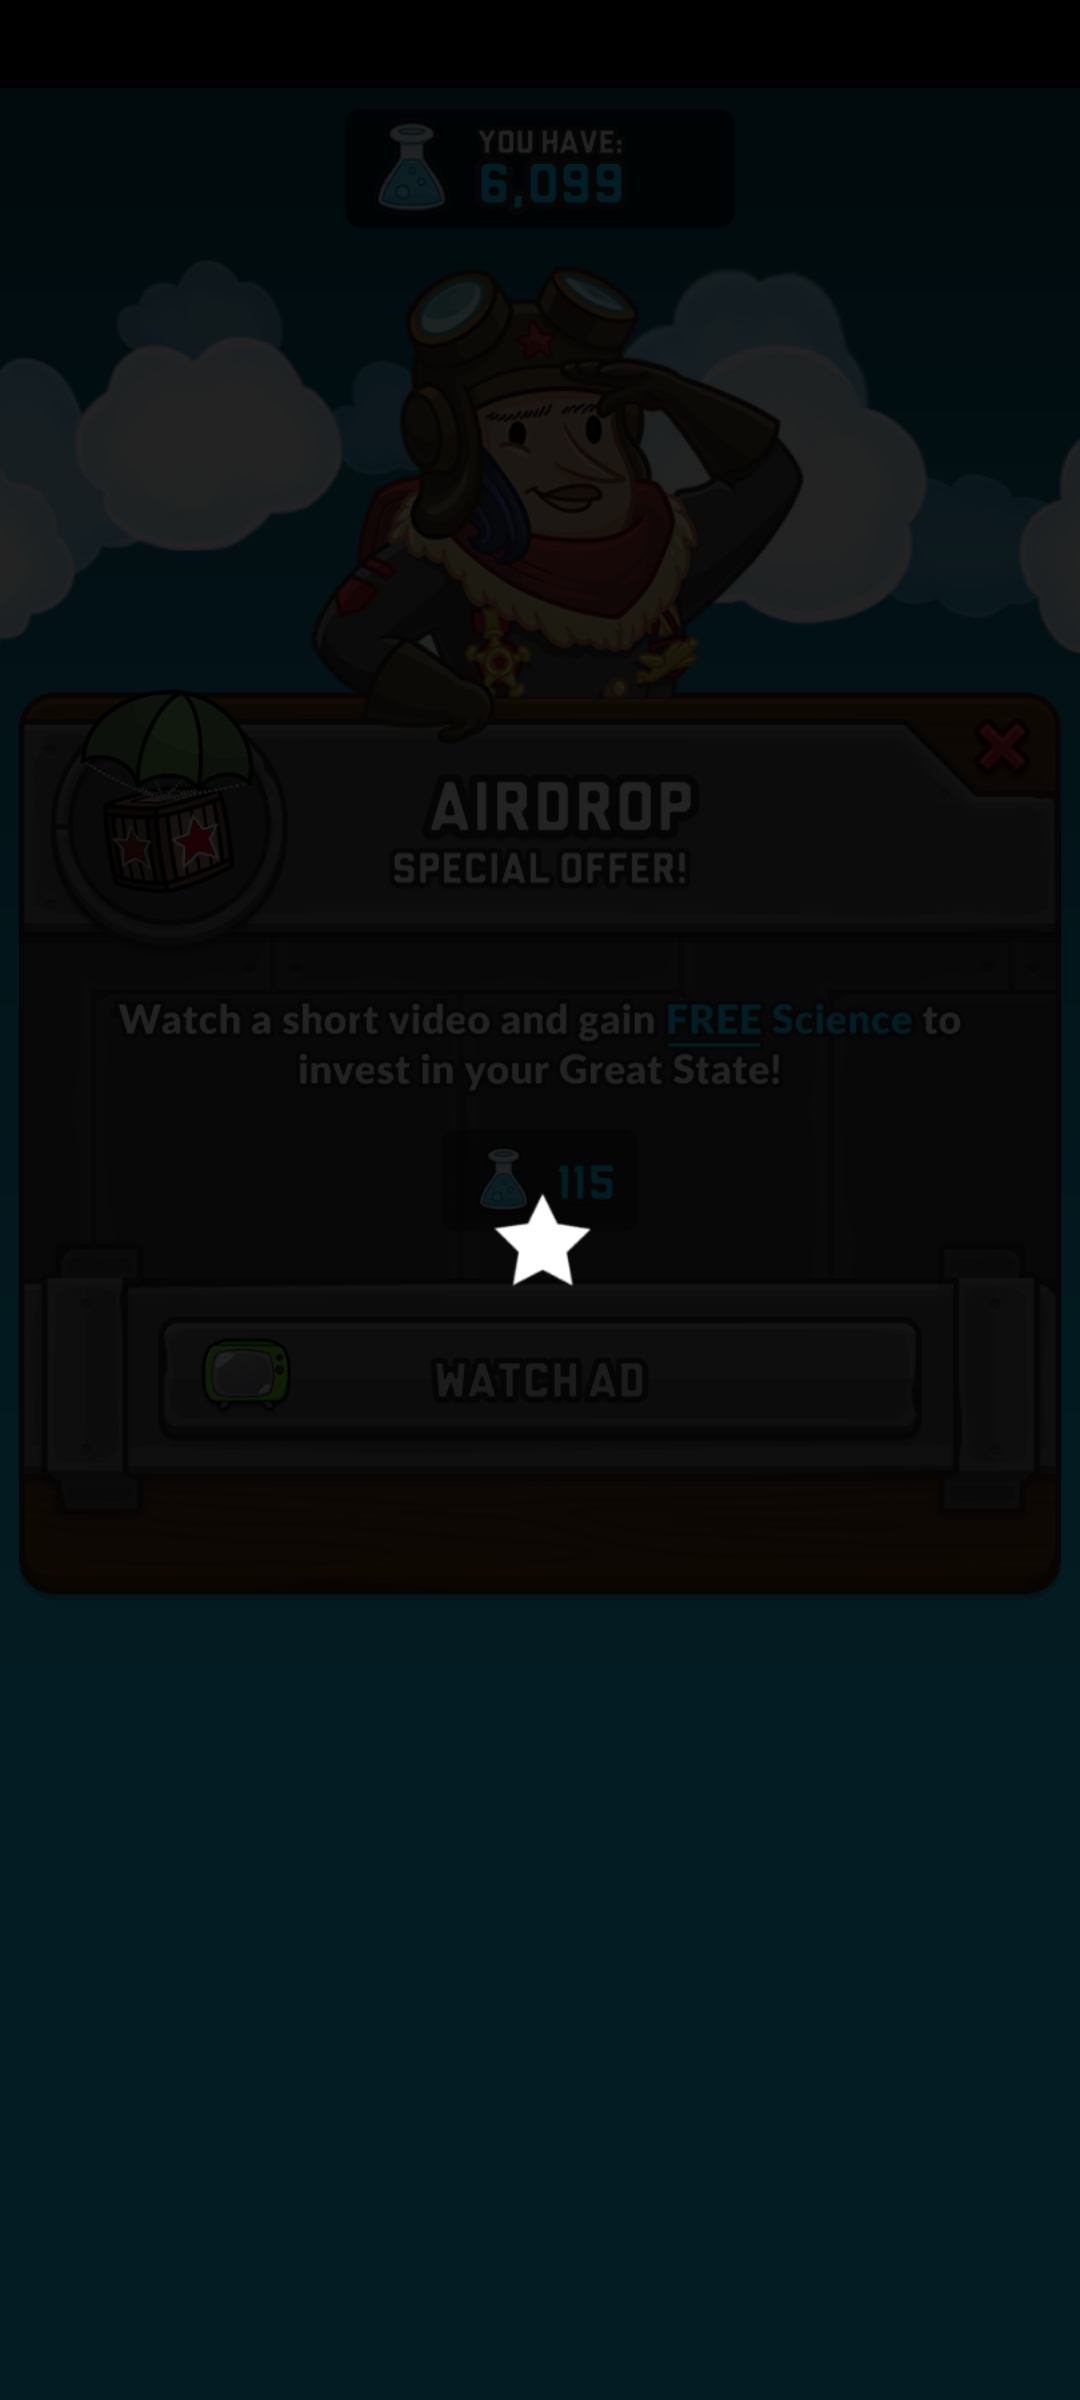 YOU HAVE:
6,099
AIRDROP
SPECIAL OFFER!
Watch a short video and gain FREE Science to
invest in your Great State!
115
WATCH AD